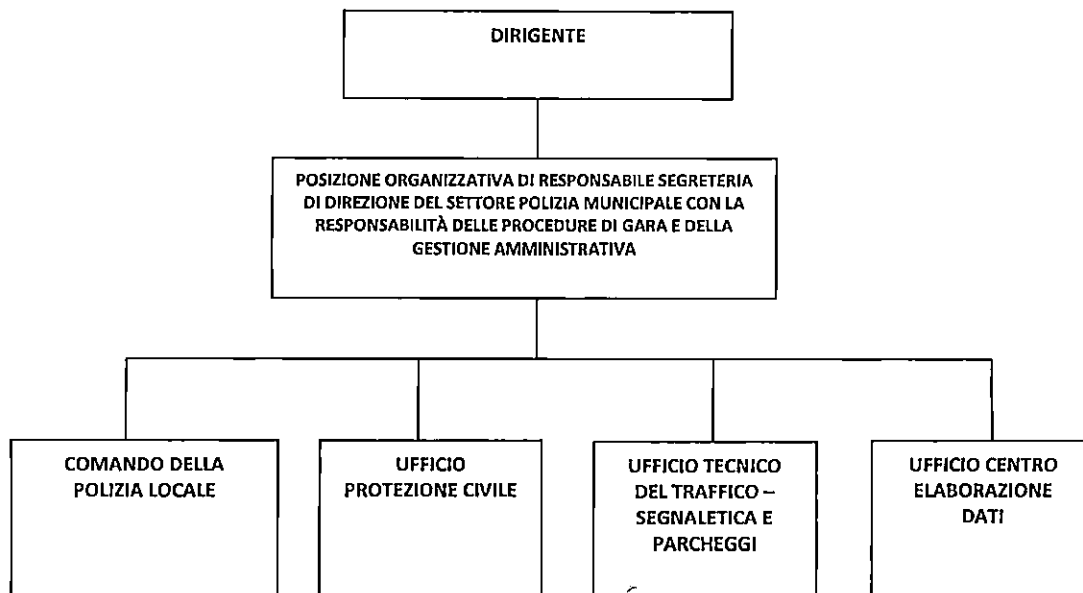 DIRIGENTE
POSIZIONE ORGANIZZATIVA DI RESPONSABILE SEGRETERIA
DI DIREZIONE DEL SETTORE POLIZIA MUNICIPALE CON LA
RESPONSABILITÀ DELLE PROCEDURE DI GARA E DELLA
GESTIONE AMMINISTRATIVA
COMANDO DELLA
POLIZIA LOCALE
UFFICIO
PROTEZIONE CIVILE
UFFICIO TECNICO
DEL TRAFFICO –
SEGNALETICA E
PARCHEGGI
UFFICIO CENTRO
ELABORAZIONE
DATI